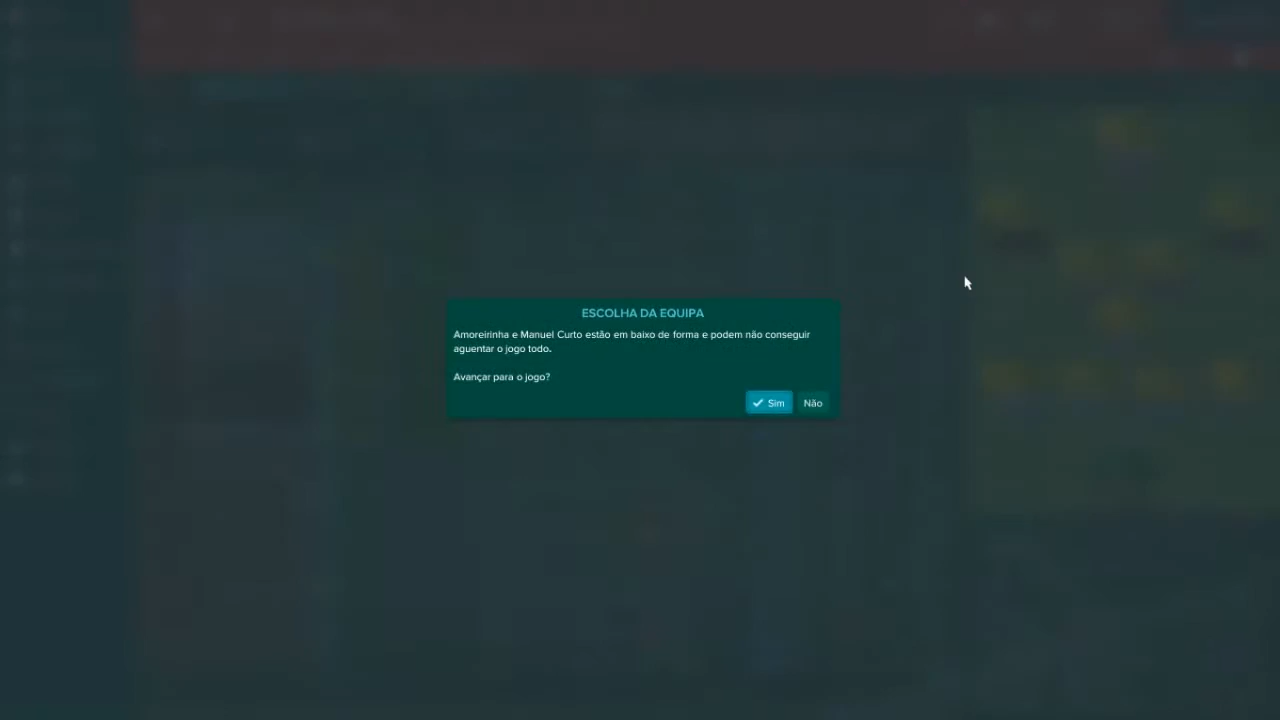 ESCOLHA DA EQUIPA
Amoreirinha e Manuel Curto estão em baixo de forma e podem não conseguir
aguentar o jogo todo.
Avançar para o jogo?
Sim
Não